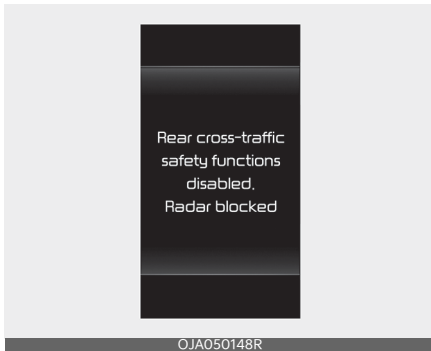 Rear cross-traffic
safety functions
disabled.
Radar blocked
OJA050148R